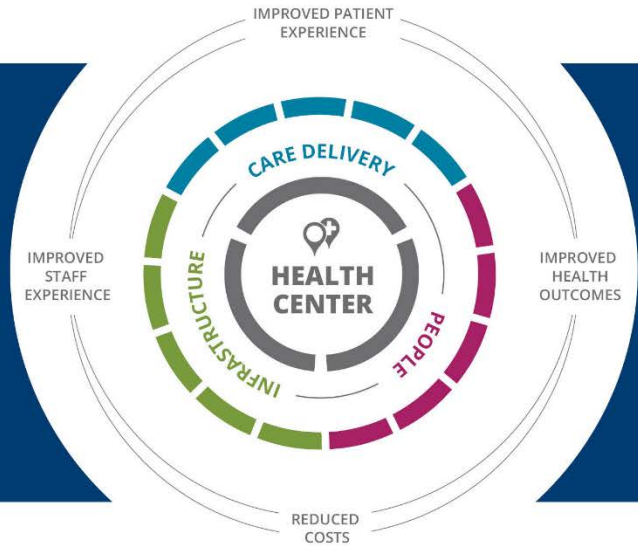 IMPROVED PATIENT
EXPERIENCE
CARE DELIVERY
IMPROVED
STAFF
EXPERIENCE
INFRASTRUCTURE
HEALTH
CENTER
PEOPLE
IMPROVED
HEALTH
OUTCOMES
REDUCED
COSTS